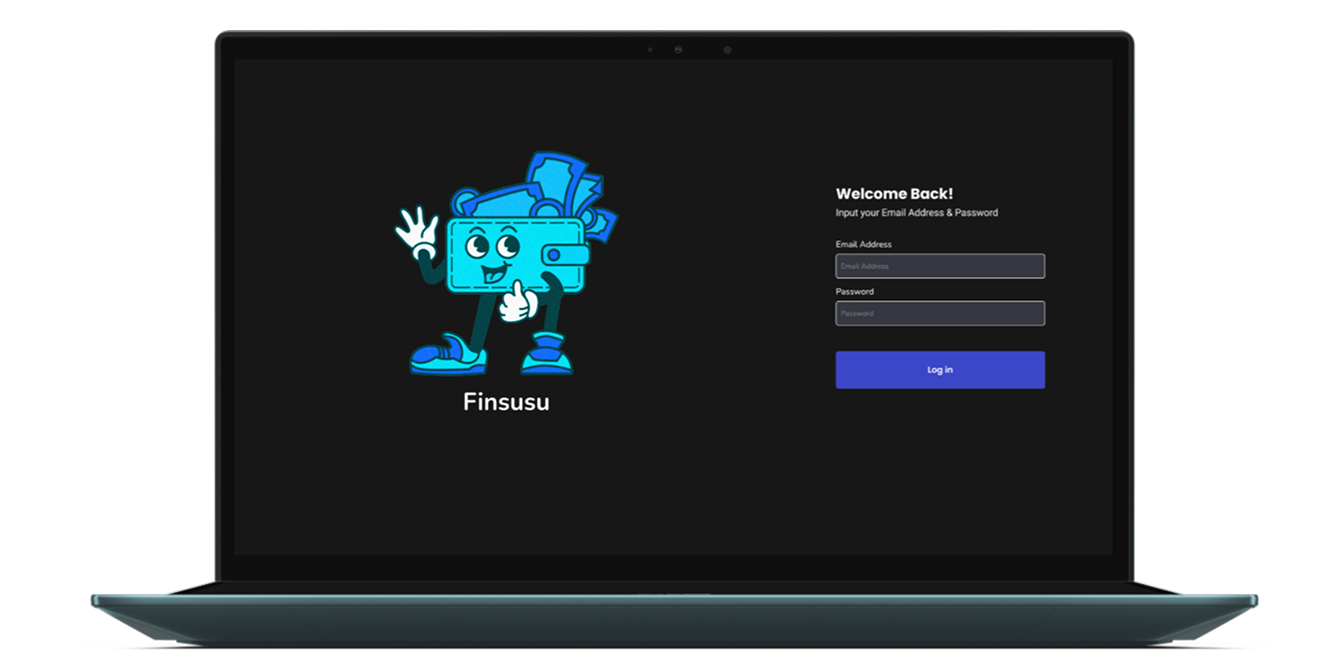 Welcome Back!
Input your Email Address & Password
Email Address
Email Address
Password
Password
Log in
Finsusu